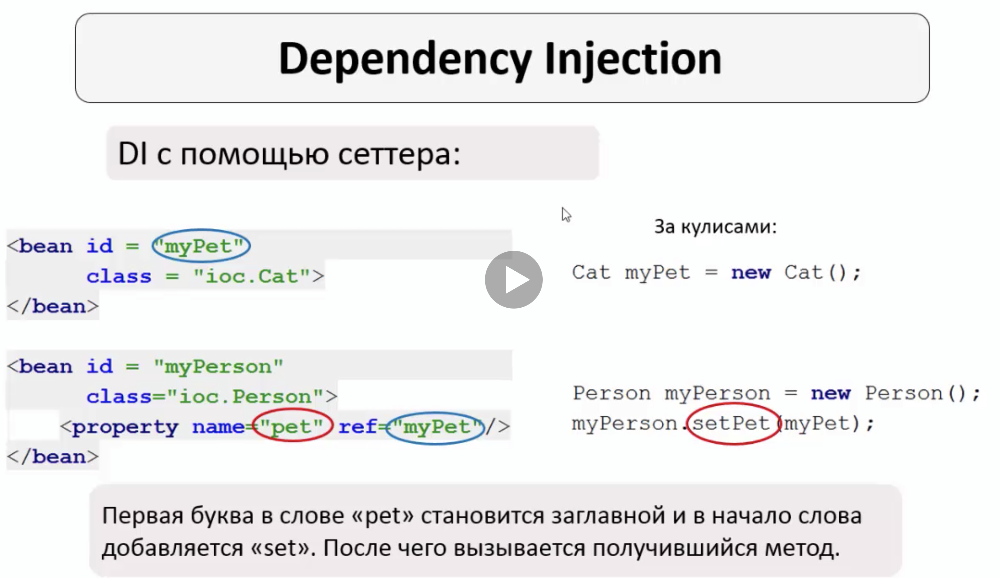 Dependency Injection
DI с помощью сеттера:
<bean id = "myPet"
class = "ioc.Cat">
</bean>
<bean id = "myPerson"
class="ioc.Person">
<property name="pet" ref="myPet"/>
</bean>
За кулисами:
Cat myPet = new Cat();
Person myPerson = new Person();
myPerson.setPet(myPet);
Первая буква в слове «pet» становится заглавной и в начало слова
добавляется «set». После чего вызывается получившийся метод.